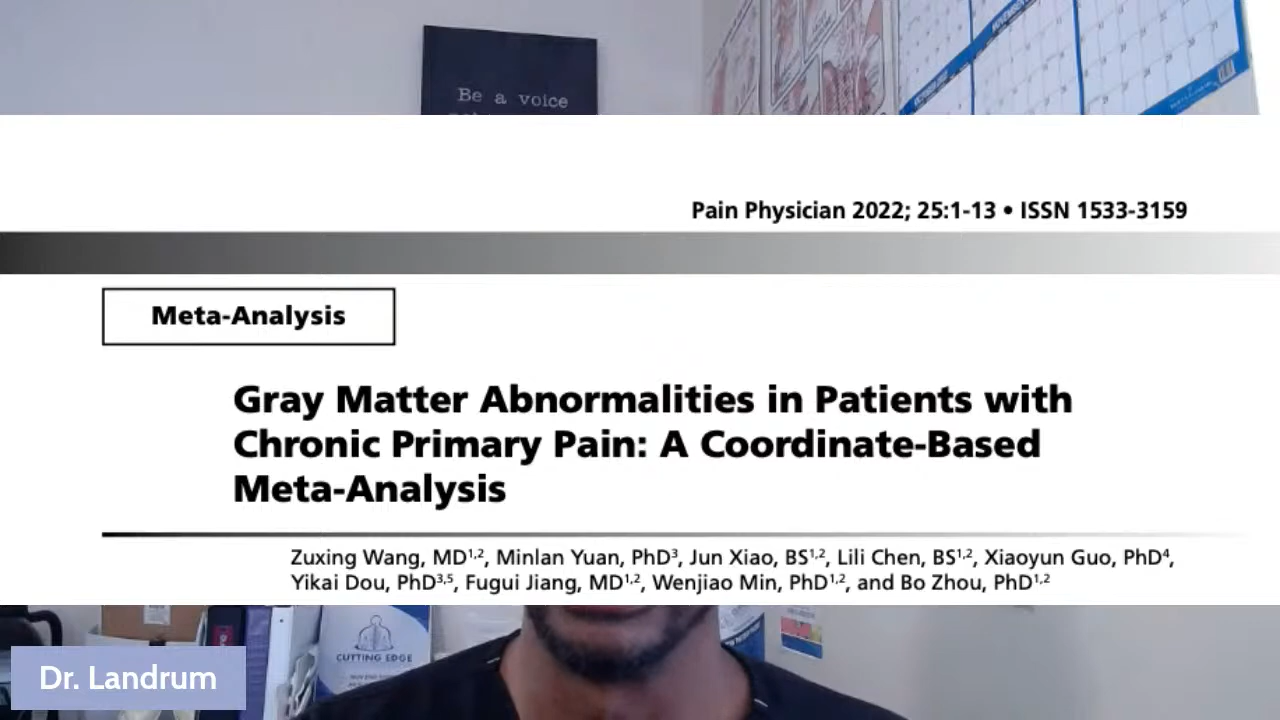 Be a voice
Pain Physician 2022; 25:1-13 • ISSN 1533-3159
Meta-Analysis
Gray Matter Abnormalities in Patients with
Chronic Primary Pain: A Coordinate-Based
Meta-Analysis
Zuxing Wang, MD1,2, Minlan Yuan, PhD3, Jun Xiao, BS1,2, Lili Chen, BS1,2, Xiaoyun Guo, PhD4,
Yikai Dou, PhD3,5, Fugui Jiang, MD1,2, Wenjiao Min, PhD1,2, and Bo Zhou, PhD1,2
CUTTING EDGE
Dr. Landrum